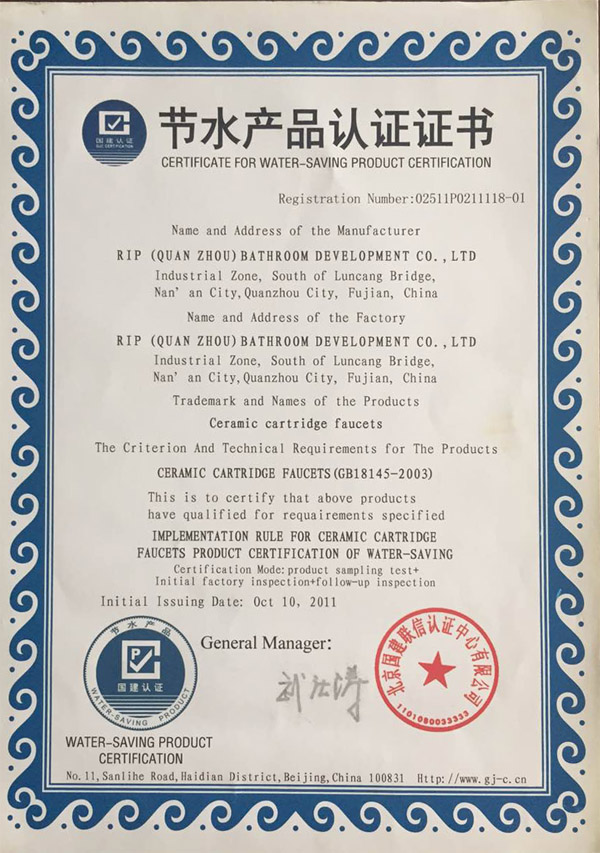 国建认证
GJC CERTIFICATION
节水产品认证证书
CERTIFICATE FOR WATER-SAVING PRODUCT CERTIFICATION
Registration Number:02511P0211118-01
Name and Address of the Manufacturer
RIP (QUAN ZHOU) BATHROOM DEVELOPMENT CO.,LTD
Industrial Zone, South of Luncang Bridge,
Nan' an City,Quanzhou City, Fujian, China
Name and Address of the Factory
RIP (QUAN ZHOU) BATHROOM DEVELOPMENT CO.,LTD
Industrial Zone, South of Luncang Bridge,
Nan' an City,Quanzhou City, Fujian, China
Trademark and Names of the Products
Ceramic cartridge faucets
The Criterion And Technical Requirements for The Products
CERAMIC CARTRIDGE FAUCETS(GB18145-2003)
This is to certify that above products
have qualified for requairements specified
IMPLEMENTATION RULE FOR CERAMIC CARTRIDGE
FAUCETS PRODUCT CERTIFICATION OF WATER-SAVING
Certification Mode:product sampling test+
Initial factory inspection+follow-up inspection
Initial Issuing Date: Oct 10, 2011
节水产品
P
国建认证
WATER-SAVING PRODUCT
General Manager:
北京国建联信认证中心有限公司
1101080033333
WATER-SAVING PRODUCT
CERTIFICATION
No.11,Sanlihe Road,Haidian District,Beijing,China 100831 Http://www.gj-c.cn